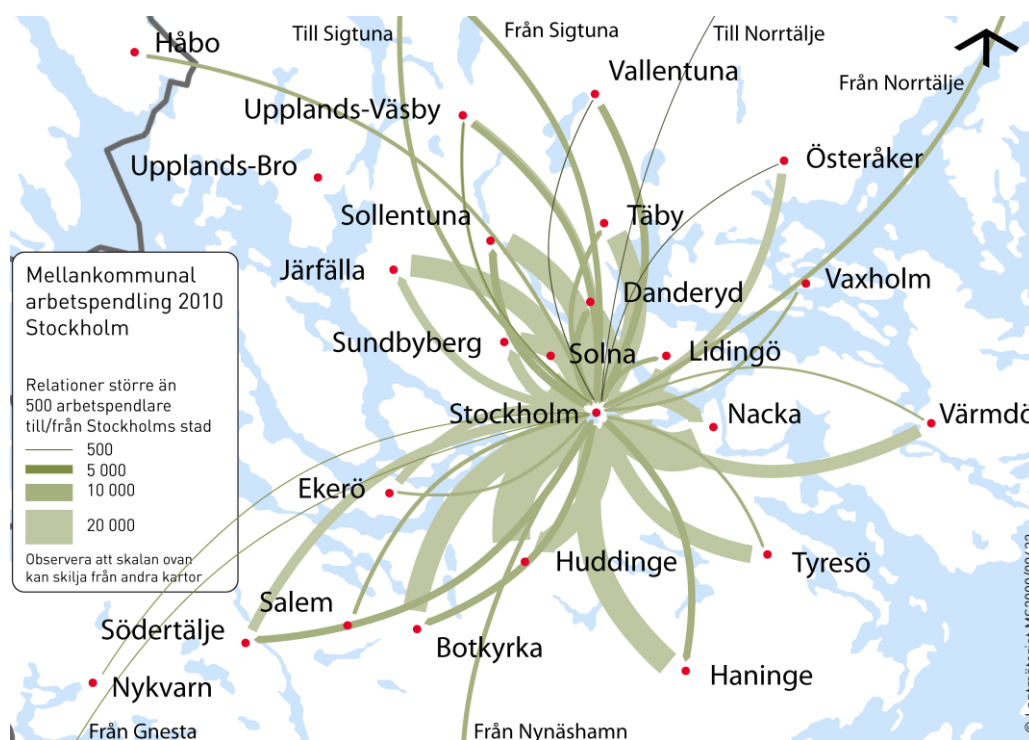 Håbo
Till Sigtuna
Från Sigtuna
Till Norrtälje
Vallentuna
Från Norrtälje
Upplands-Väsby
Österåker
Upplands-Bro
Sollentuna
Täby
Järfälla
Danderyd
Vaxholm
Mellankommunal
arbetspendling 2010
Stockholm
Relationer större än
500 arbetspendlare
till/från Stockholms stad
500
5 000
10 000
20 000
Observera att skalan ovan
kan skilja från andra kartor
Sundbyberg
Solna
Lidingö
Stockholm
Nacka
Värmdö
Ekerö
Huddinge
Tyresö
Salem
Södertälje
Botkyrka
Haninge
Nykvarn
Från Gnesta
Från Nynäshamn